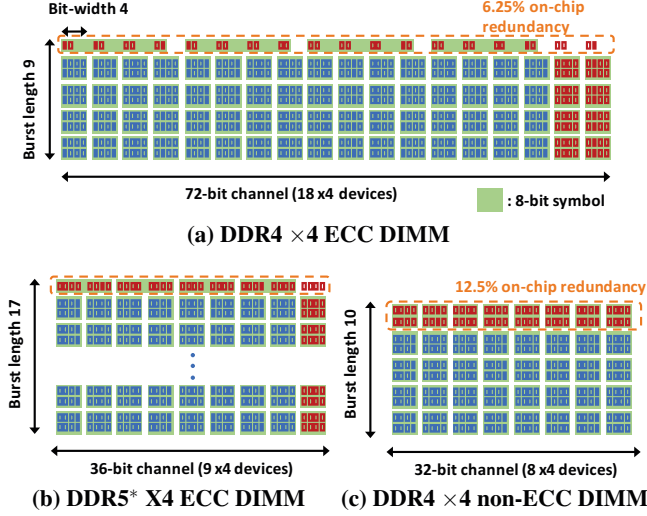 Bit-width 4
6.25% on-chip
redundancy
Burst length 9
72-bit channel (18 x4 devices)
: 8-bit symbol
(a) DDR4 ×4 ECC DIMM
Burst length 17
36-bit channel (9 x4 devices)
(b) DDR5* X4 ECC DIMM
12.5% on-chip redundancy
Burst length 10
32-bit channel (8 x4 devices)
(c) DDR4 ×4 non-ECC DIMM